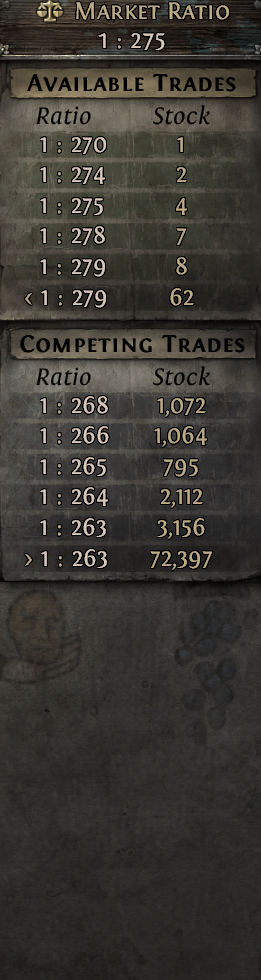 Market Ratio
1 : 275
Available Trades
Ratio Stock
1 : 270 1
1 : 274 2
1 : 275 4
1 : 278 7
1 : 279 8
< 1 : 279 62
Competing Trades
Ratio Stock
1 : 268 1,072
1 : 266 1,064
1 : 265 795
1 : 264 2,112
1 : 263 3,156
> 1 : 263 72,397